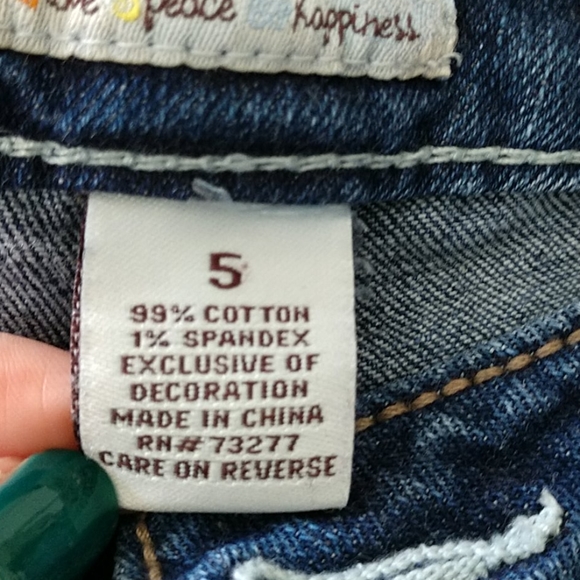 peace happiness
5
99% COTTON
1% SPANDEX
EXCLUSIVE OF
DECORATION
MADE IN CHINA
RN# 73277
CARE ON REVERSE